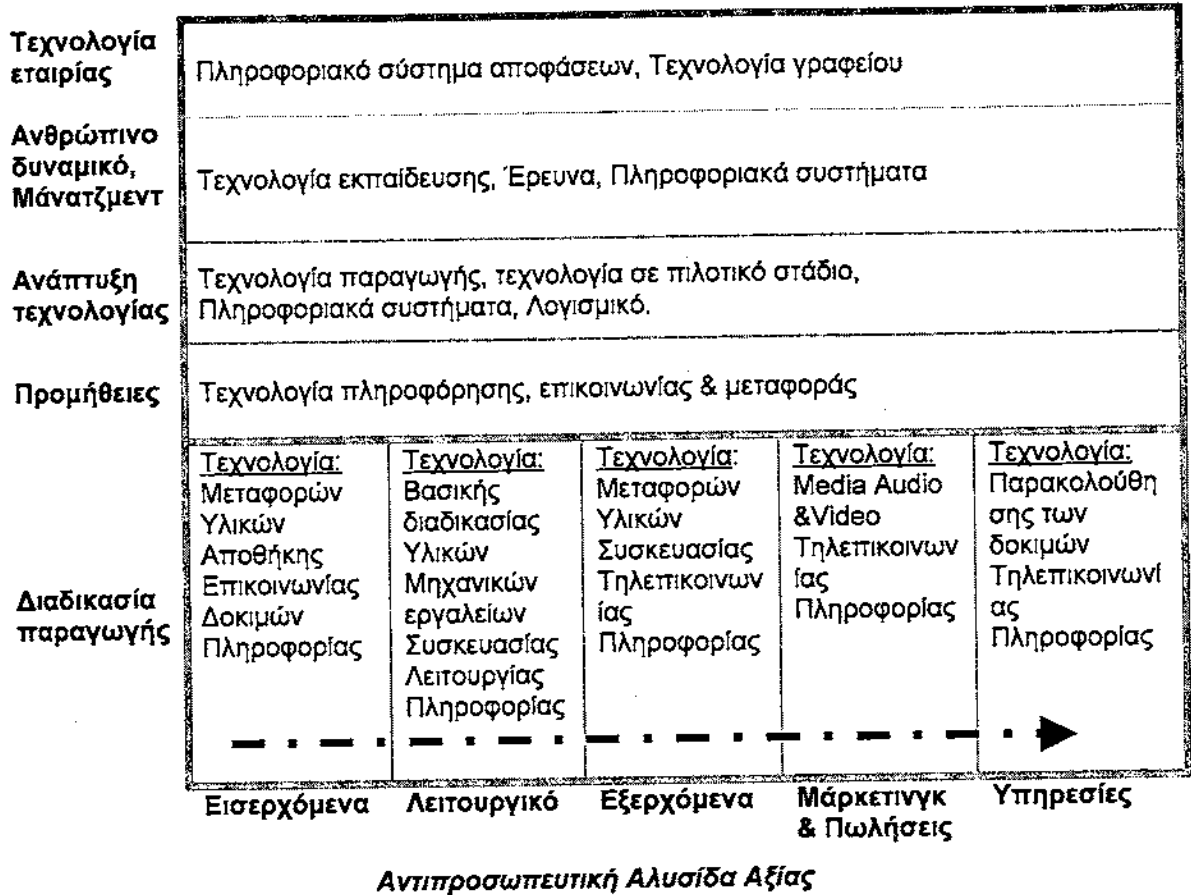 Τεχνολογία
εταιρίας
Πληροφοριακό σύστημα αποφάσεων, Τεχνολογία γραφείου
Ανθρώπινο
δυναμικό,
Μάνατζμεντ
Τεχνολογία εκπαίδευσης, Έρευνα, Πληροφοριακά συστήματα
Ανάπτυξη
τεχνολογίας
Τεχνολογία παραγωγής, τεχνολογία σε πιλοτικό στάδιο,
Πληροφοριακά συστήματα, Λογισμικό.
Προμήθειες
Τεχνολογία πληροφόρησης, επικοινωνίας & μεταφοράς
Διαδικασία
παραγωγής
Τεχνολογία:
Μεταφορών
Υλικών
Αποθήκης
Επικοινωνίας
Δοκιμών
Πληροφορίας
Τεχνολογία:
Βασικής
διαδικασίας
Υλικών
Μηχανικών
εργαλείων
Συσκευασίας
Λειτουργίας
Πληροφορίας
Τεχνολογία:
Μεταφορών
Υλικών
Συσκευασίας
Τηλεπικοινων
ίας
Πληροφορίας
Τεχνολογία:
Media Audio
&Video
Τηλεπικοινων
ίας
Πληροφορίας
Τεχνολογία:
Παρακολούθη
σης των
δοκιμών
Τηλεπικοινωνί
ας
Πληροφορίας
Εισερχόμενα
Λειτουργικό
Εξερχόμενα
Μάρκετινγκ
& Πωλήσεις
Υπηρεσίες
Αντιπροσωπευτική Αλυσίδα Αξίας